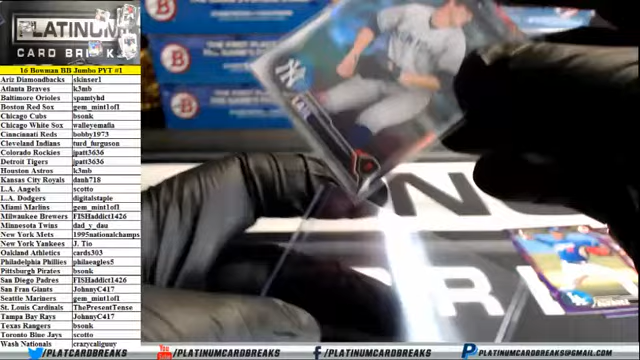 PLATINUM
CARD BREAKS
16 Bowman BB Jumbo PYT #1
Ariz Diamondbacks skinser1
Atlanta Braves k3mb
Baltimore Orioles spamtyhd
Boston Red Sox gem_mint1of1
Chicago Cubs bsonk
Chicago White Sox walleyemafia
Cinncinati Reds bobby1973
Cleveland Indians turd_furguson
Colorado Rockies jpatt3636
Detroit Tigers jpatt3636
Houston Astros k3mb
Kansas City Royals danh718
L.A. Angels scotto
L.A. Dodgers digitalstaple
Miami Marlins gem_mint1of1
Milwaukee Brewers FISHaddict1426
Minnesota Twins dad_y_dau
New York Mets 1995nationalchamps
New York Yankees J. Tio
Oakland Athletics cards303
Philadelphia Phillies philaeagles5
Pittsburgh Pirates bsonk
San Diego Padres FISHaddict1426
San Fran Giants JohnnyC417
Seattle Mariners gem_mint1of1
St. Louis Cardinals ThePresentTense
Tampa Bay Rays JohnnyC417
Texas Rangers bsonk
Toronto Blue Jays scotto
Wash Nationals crazycaliguy
/PLATCARDBREAKS
/PLATINUMCARDBREAKS
/PLATINUMCARDBREAKS